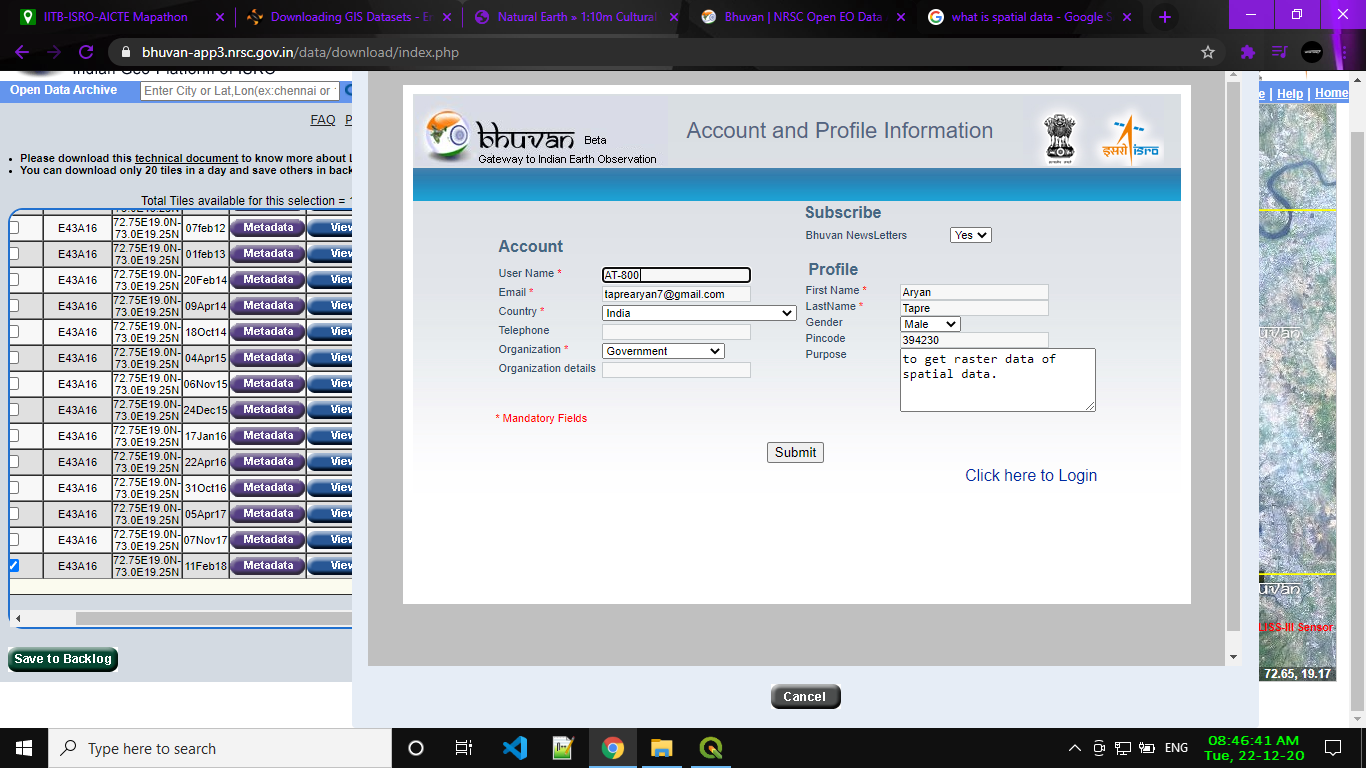 IITB-ISRO-AICTE Mapathon
Downloading GIS Datasets - E
Natural Earth » 1:10m Cultural
Bhuvan | NRSC Open EO Data
what is spatial data - Google S
bhuvan-app3.nrsc.gov.in/data/download/index.php
Indian Geo-Platform of ISRO
Open Data Archive
Enter City or Lat,Lon(ex:chennai or
Help | Home
FAQ P
Please download this technical document to know more about
You can download only 20 tiles in a day and save others in back
Total Tiles available for this selection =
E43A16 72.75E19.0N-73.0E19.25N 07feb12 Metadata View
E43A16 72.75E19.0N-73.0E19.25N 01feb13 Metadata View
E43A16 72.75E19.0N-73.0E19.25N 20Feb14 Metadata View
E43A16 72.75E19.0N-73.0E19.25N 09Apr14 Metadata View
E43A16 72.75E19.0N-73.0E19.25N 18Oct14 Metadata View
E43A16 72.75E19.0N-73.0E19.25N 04Apr15 Metadata View
E43A16 72.75E19.0N-73.0E19.25N 06Nov15 Metadata View
E43A16 72.75E19.0N-73.0E19.25N 24Dec15 Metadata View
E43A16 72.75E19.0N-73.0E19.25N 17Jan16 Metadata View
E43A16 72.75E19.0N-73.0E19.25N 22Apr16 Metadata View
E43A16 72.75E19.0N-73.0E19.25N 31Oct16 Metadata View
E43A16 72.75E19.0N-73.0E19.25N 05Apr17 Metadata View
E43A16 72.75E19.0N-73.0E19.25N 07Nov17 Metadata View
E43A16 72.75E19.0N-73.0E19.25N 11Feb18 Metadata View
Save to Backlog
bhuvan Beta
Gateway to Indian Earth Observation
Account and Profile Information
इसरो isro
Account
User Name * AT-800
Email * taprearyan7@gmail.com
Country * India
Telephone
Organization * Government
Organization details
* Mandatory Fields
Subscribe
Bhuvan NewsLetters Yes
Profile
First Name * Aryan
LastName * Tapre
Gender Male
Pincode 394230
Purpose to get raster data of
spatial data.
Submit
Click here to Login
Cancel
LISS-III Sensor
72.65, 19.17
Type here to search
ENG
08:46:41 AM
Tue, 22-12-20